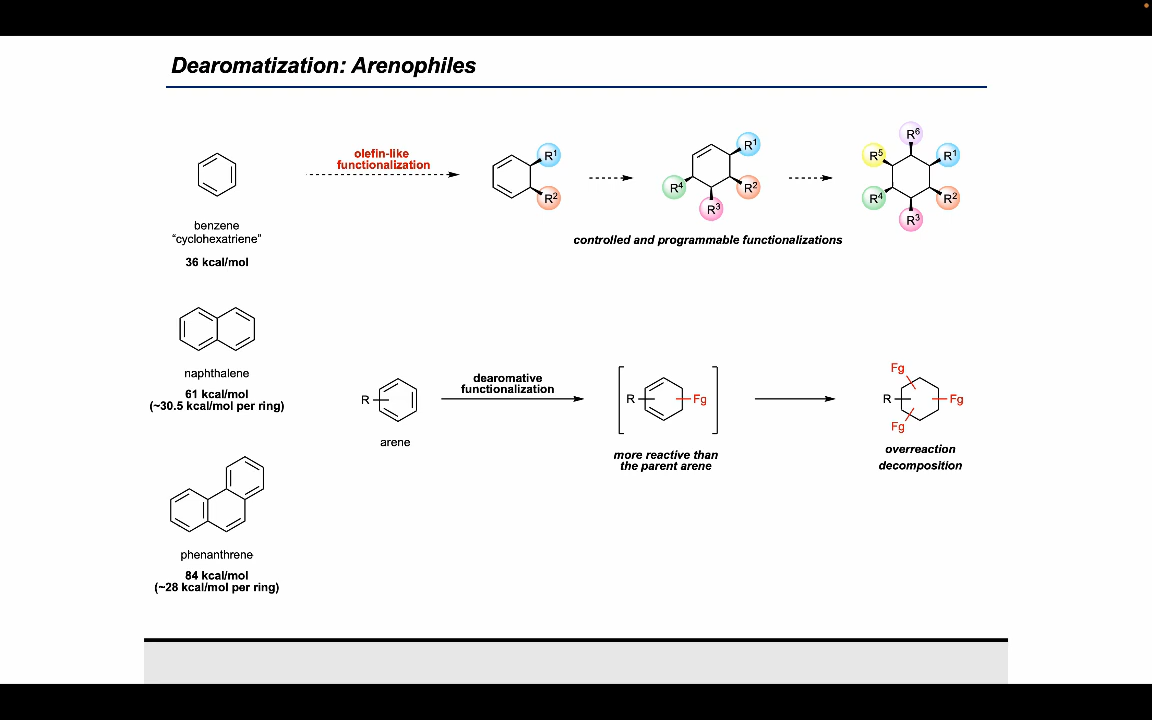 Dearomatization: Arenophiles
benzene
“cyclohexatriene”
36 kcal/mol
olefin-like
functionalization
R1
R2
R1
R2
R3
R4
R6
R5
R1
R4
R2
R3
controlled and programmable functionalizations
naphthalene
61 kcal/mol
(~30.5 kcal/mol per ring)
R
arene
dearomative
functionalization
R
Fg
more reactive than
the parent arene
Fg
R
Fg
Fg
overreaction
decomposition
phenanthrene
84 kcal/mol
(~28 kcal/mol per ring)